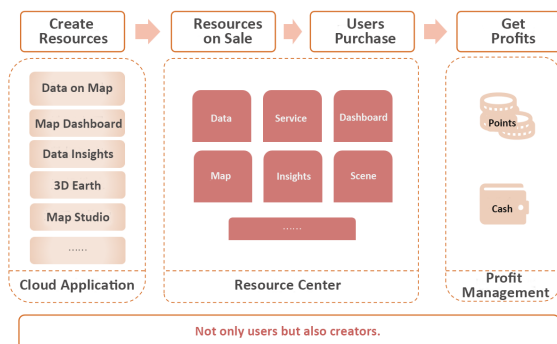 Create
Resources
Resources
on Sale
Users
Purchase
Get
Profits
Data on Map
Map Dashboard
Data Insights
3D Earth
Map Studio
......
Cloud Application
Data
Service
Dashboard
Map
Insights
Scene
......
Resource Center
Points
Cash
Profit
Management
Not only users but also creators.